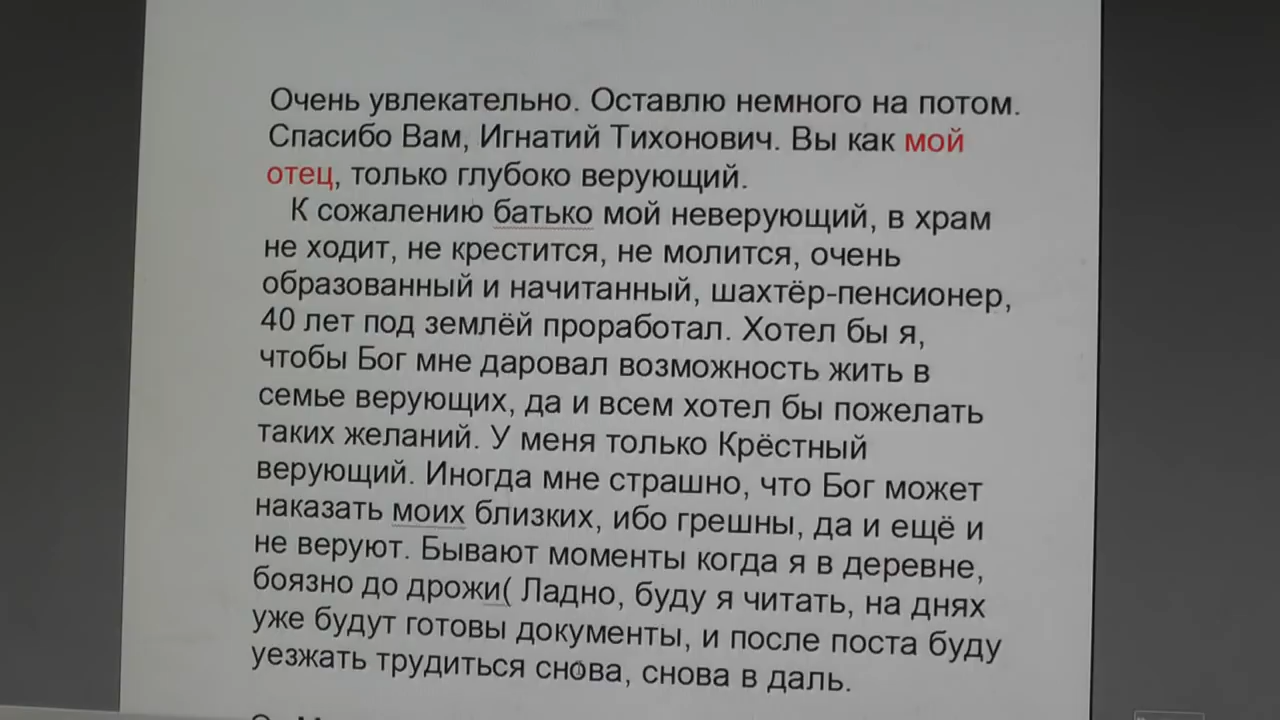 Очень увлекательно. Оставлю немного на потом.
Спасибо Вам, Игнатий Тихонович. Вы как мой
отец, только глубоко верующий.
К сожалению батько мой неверующий, в храм
не ходит, не крестится, не молится, очень
образованный и начитанный, шахтёр-пенсионер,
40 лет под землёй проработал. Хотел бы я,
чтобы Бог мне даровал возможность жить в
семье верующих, да и всем хотел бы пожелать
таких желаний. У меня только Крёстный
верующий. Иногда мне страшно, что Бог может
наказать моих близких, ибо грешны, да и ещё и
не веруют. Бывают моменты когда я в деревне,
боязно до дрожи( Ладно, буду я читать, на днях
уже будут готовы документы, и после поста буду
уезжать трудиться снова, снова в даль.